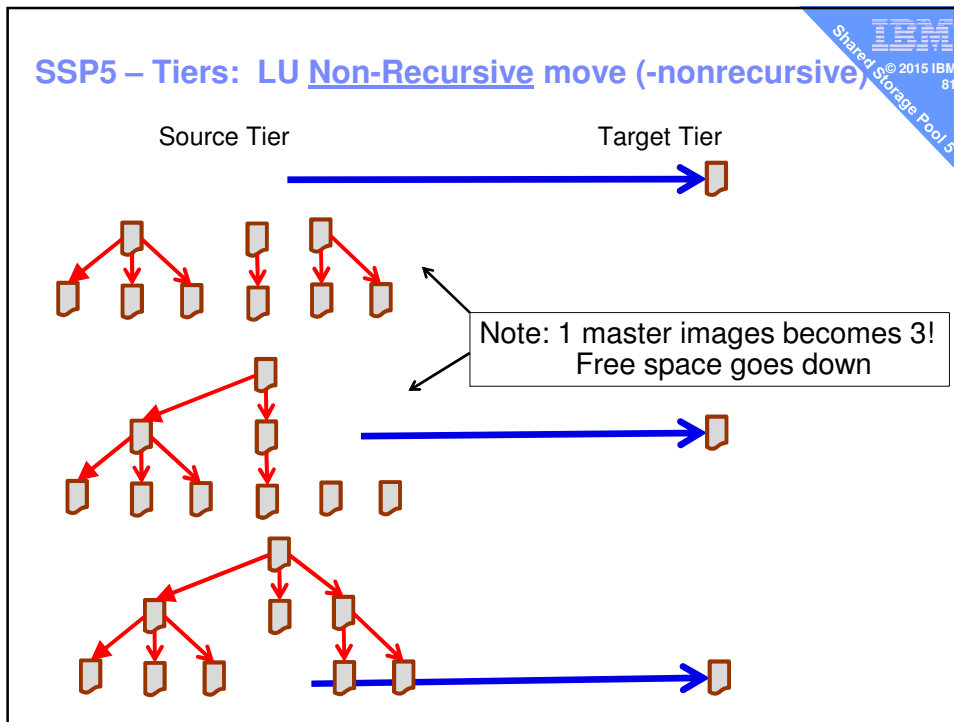 SSP5 – Tiers: LU Non-Recursive move (-nonrecursive)
IBM
© 2015 IBM
81
Shared Storage Pool 5
Source Tier
Target Tier
Note: 1 master images becomes 3!
Free space goes down